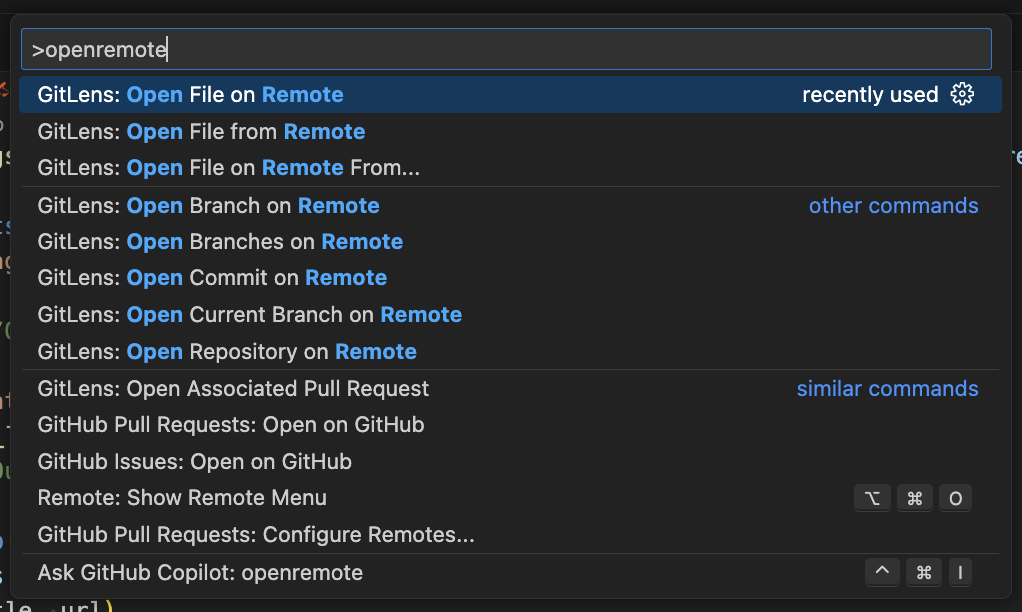 >openremote
GitLens: Open File on Remote recently used
GitLens: Open File from Remote
GitLens: Open File on Remote From...
GitLens: Open Branch on Remote other commands
GitLens: Open Branches on Remote
GitLens: Open Commit on Remote
GitLens: Open Current Branch on Remote
GitLens: Open Repository on Remote
GitLens: Open Associated Pull Request similar commands
GitHub Pull Requests: Open on GitHub
GitHub Issues: Open on GitHub
Remote: Show Remote Menu ⌥ ⌘ O
GitHub Pull Requests: Configure Remotes...
Ask GitHub Copilot: openremote ^ ⌘ I